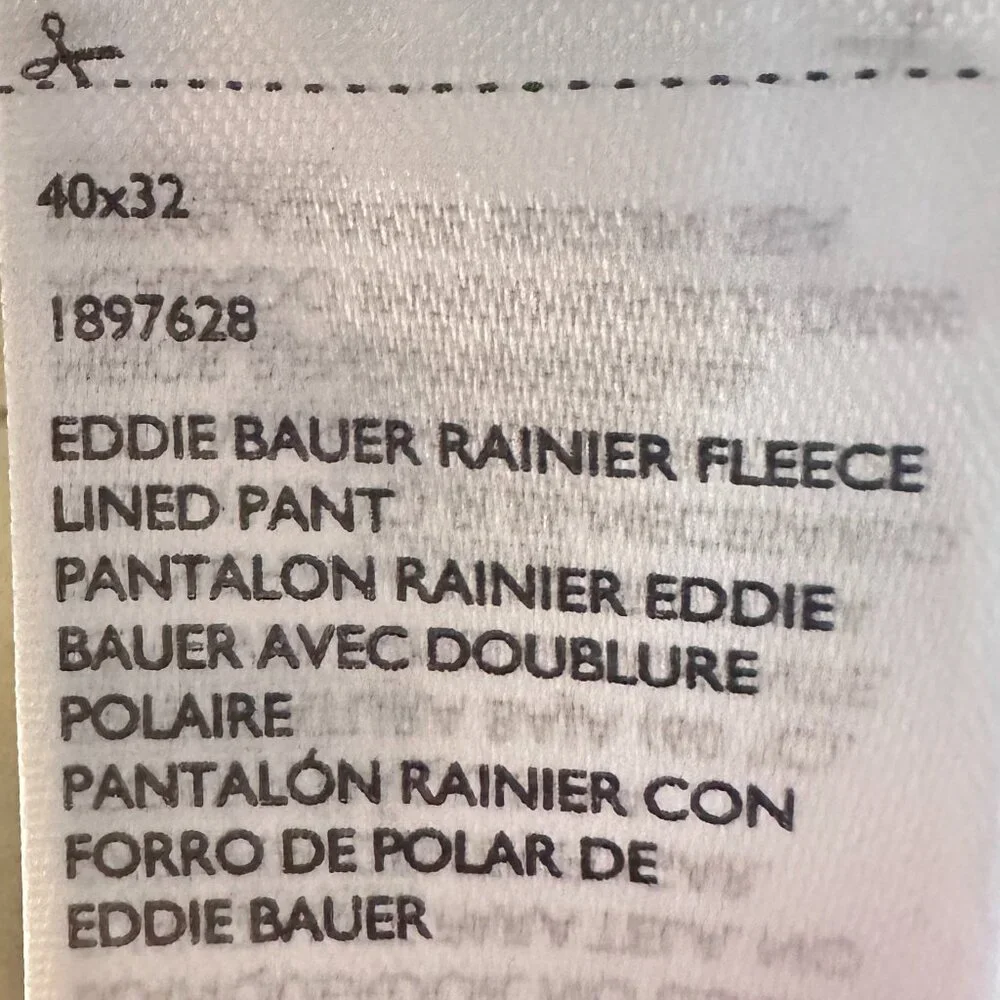 40x32
1897628
EDDIE BAUER RAINIER FLEECE
LINED PANT
PANTALON RAINIER EDDIE
BAUER AVEC DOUBLURE
POLAIRE
PANTALÓN RAINIER CON
FORRO DE POLAR DE
EDDIE BAUER